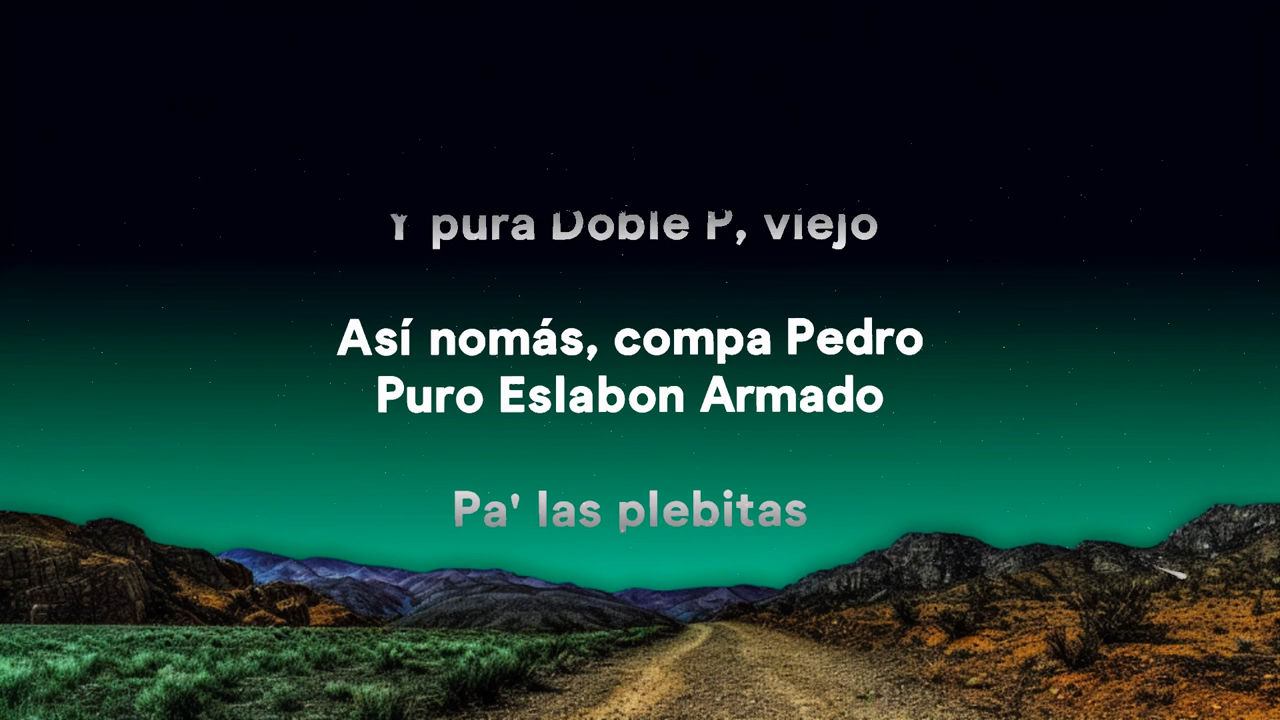 Y pura Doble P, viejo
Así nomás, compa Pedro
Puro Eslabon Armado
Pa' las plebitas